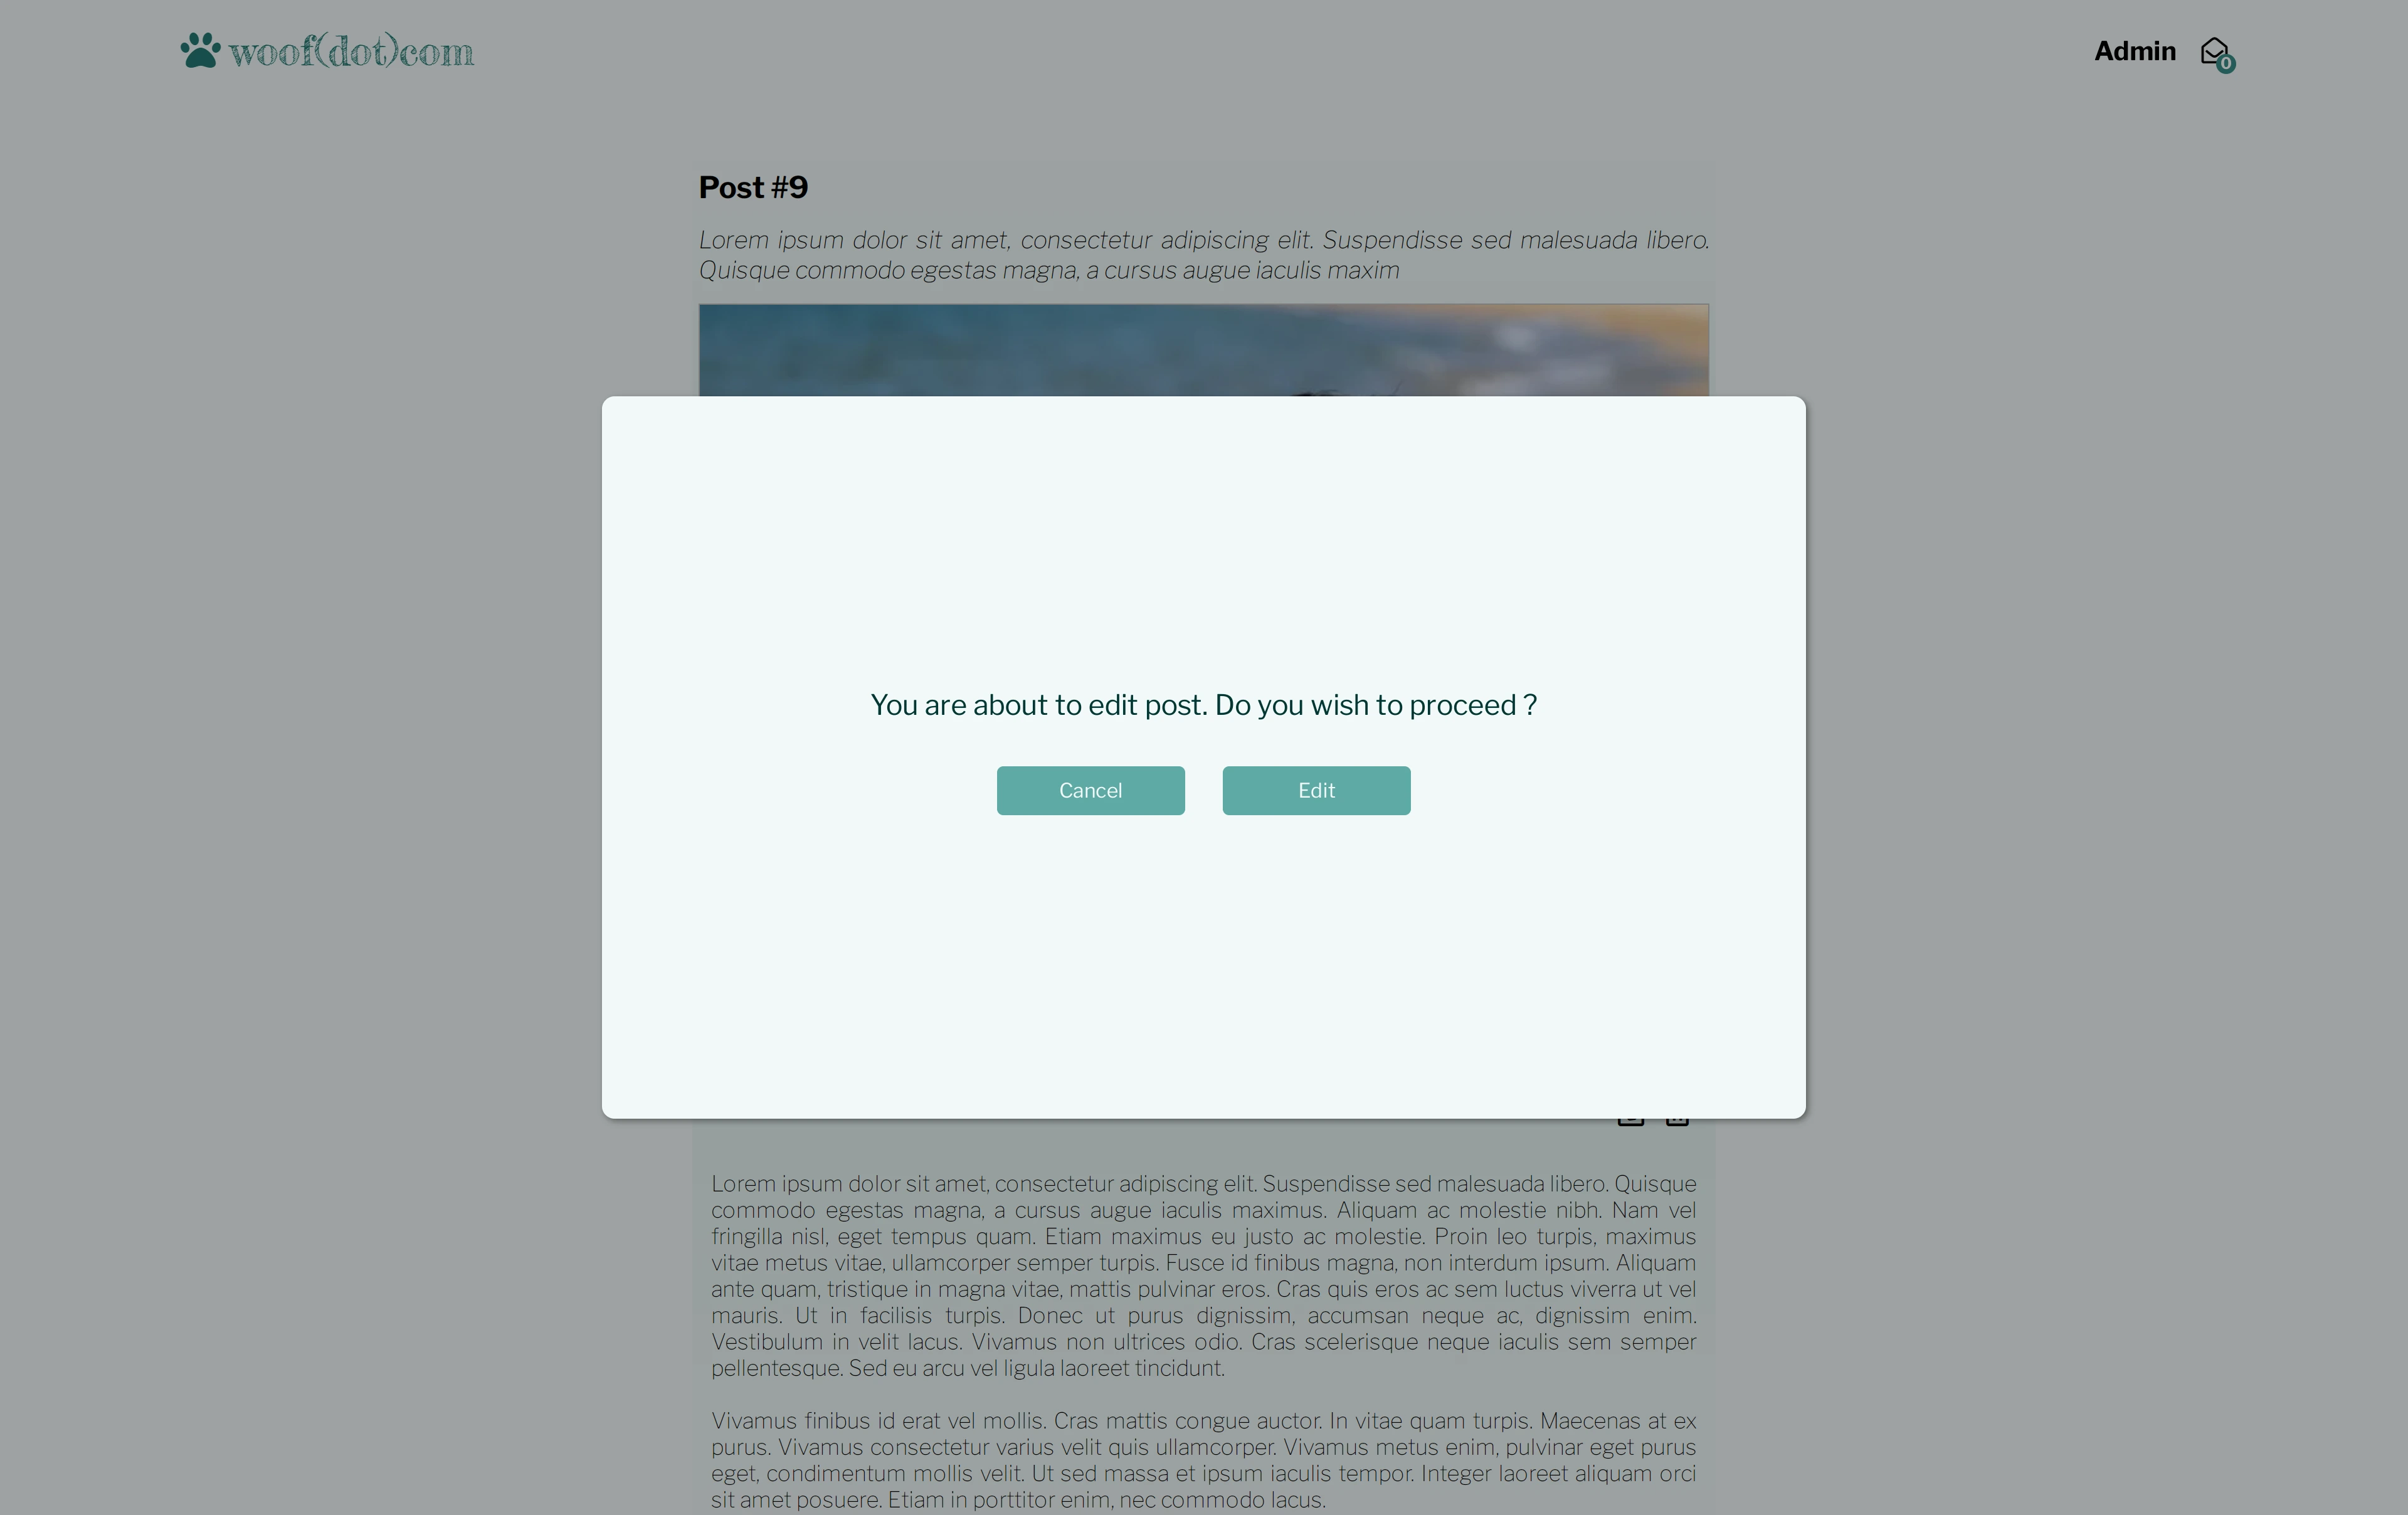 woof(dot)com
Admin
0
Post #9
Lorem ipsum dolor sit amet, consectetur adipiscing elit. Suspendisse sed malesuada libero.
Quisque commodo egestas magna, a cursus augue iaculis maxim
You are about to edit post. Do you wish to proceed ?
Cancel
Edit
Lorem ipsum dolor sit amet, consectetur adipiscing elit. Suspendisse sed malesuada libero. Quisque
commodo egestas magna, a cursus augue iaculis maximus. Aliquam ac molestie nibh. Nam vel
fringilla nisl, eget tempus quam. Etiam maximus eu justo ac molestie. Proin leo turpis, maximus
vitae metus vitae, ullamcorper semper turpis. Fusce id finibus magna, non interdum ipsum. Aliquam
ante quam, tristique in magna vitae, mattis pulvinar eros. Cras quis eros ac sem luctus viverra ut vel
mauris. Ut in facilisis turpis. Donec ut purus dignissim, accumsan neque ac, dignissim enim.
Vestibulum in velit lacus. Vivamus non ultrices odio. Cras scelerisque neque iaculis sem semper
pellentesque. Sed eu arcu vel ligula laoreet tincidunt.
Vivamus finibus id erat vel mollis. Cras mattis congue auctor. In vitae quam turpis. Maecenas at ex
purus. Vivamus consectetur varius velit quis ullamcorper. Vivamus metus enim, pulvinar eget purus
eget, condimentum mollis velit. Ut sed massa et ipsum iaculis tempor. Integer laoreet aliquam orci
sit amet posuere. Etiam in porttitor enim, nec commodo lacus.